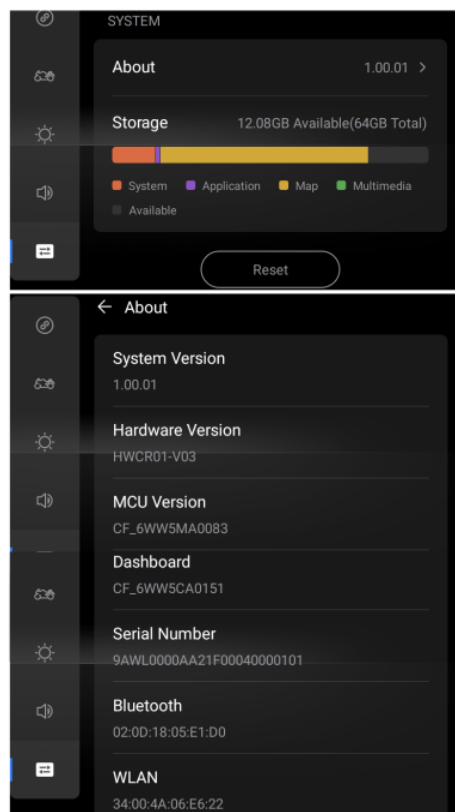 SYSTEM
About 1.00.01 >
Storage 12.08GB Available(64GB Total)
System Application Map Multimedia
Available
Reset
← About
System Version
1.00.01
Hardware Version
HWCR01-V03
MCU Version
CF_6WW5MA0083
Dashboard
CF_6WW5CA0151
Serial Number
9AWL0000AA21F00040000101
Bluetooth
02:0D:18:05:E1:D0
WLAN
34:00:4A:06:E6:22